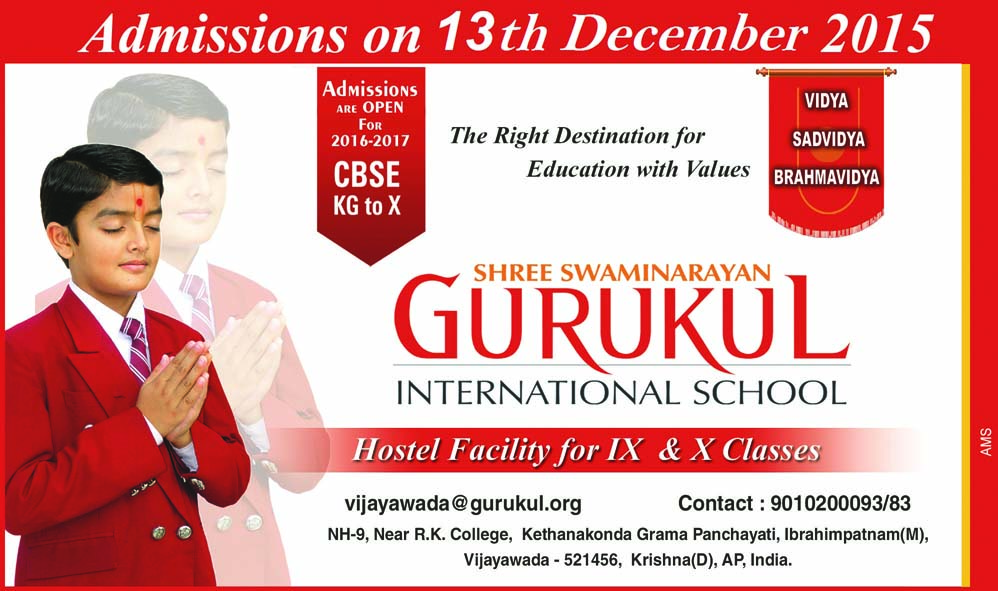 Admissions on 13th December 2015
Admissions
ARE OPEN
FOR
2016-2017
CBSE
KG to X
The Right Destination for
Education with Values
VIDYA
SADVIDYA
BRAHMAVIDYA
SHREE SWAMINARAYAN
GURUKUL
INTERNATIONAL SCHOOL
Hostel Facility for IX & X Classes
vijayawada@gurukul.org Contact : 9010200093/83
NH-9, Near R.K. College, Kethanakonda Grama Panchayati, Ibrahimpatnam(M),
Vijayawada - 521456, Krishna(D), AP, India.
AMS